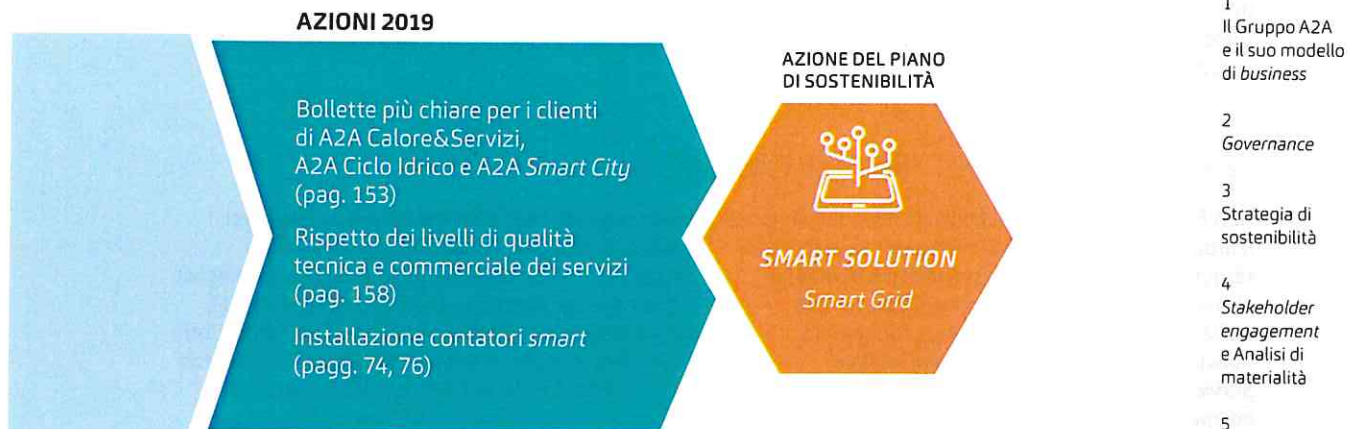 AZIONI 2019
Bollette più chiare per i clienti
di A2A Calore&Servizi,
A2A Ciclo Idrico e A2A Smart City
(pag. 153)
Rispetto dei livelli di qualità
tecnica e commerciale dei servizi
(pag. 158)
Installazione contatori smart
(pagg. 74, 76)
AZIONE DEL PIANO
DI SOSTENIBILITÀ
SMART SOLUTION
Smart Grid
1
Il Gruppo A2A
e il suo modello
di business
2
Governance
3
Strategia di
sostenibilità
4
Stakeholder
engagement
e Analisi di
materialità
5